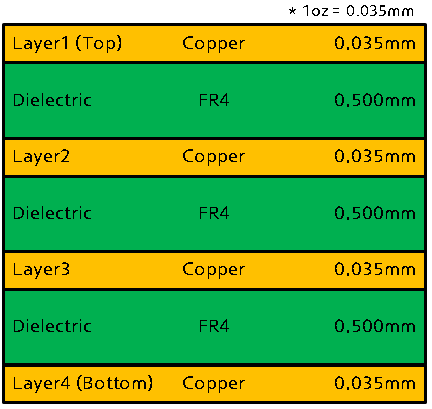 * 1oz = 0.035mm
Layer1 (Top) Copper 0.035mm
Dielectric FR4 0.500mm
Layer2 Copper 0.035mm
Dielectric FR4 0.500mm
Layer3 Copper 0.035mm
Dielectric FR4 0.500mm
Layer4 (Bottom) Copper 0.035mm